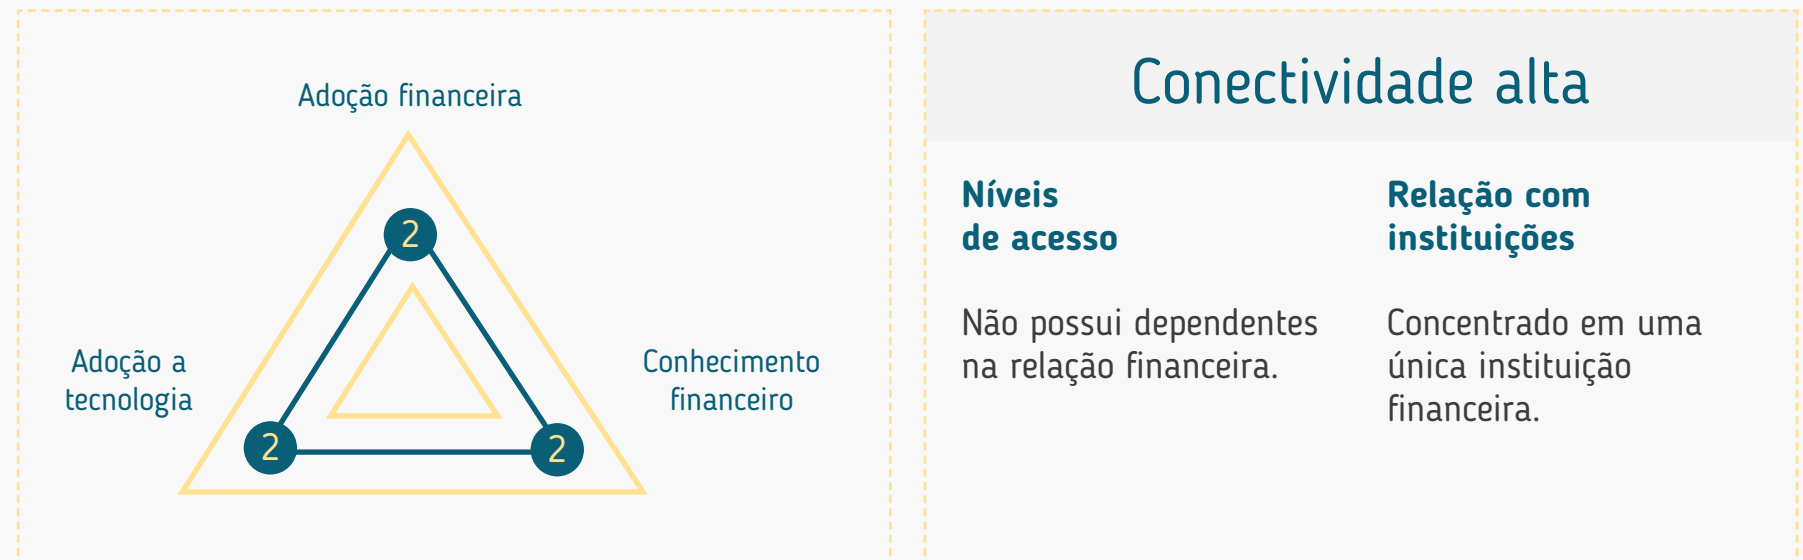 Adoção financeira
2
Adoção a
tecnologia
Conhecimento
financeiro
2
2
Conectividade alta
Níveis
de acesso
Não possui dependentes
na relação financeira.
Relação com
instituições
Concentrado em uma
única instituição
financeira.